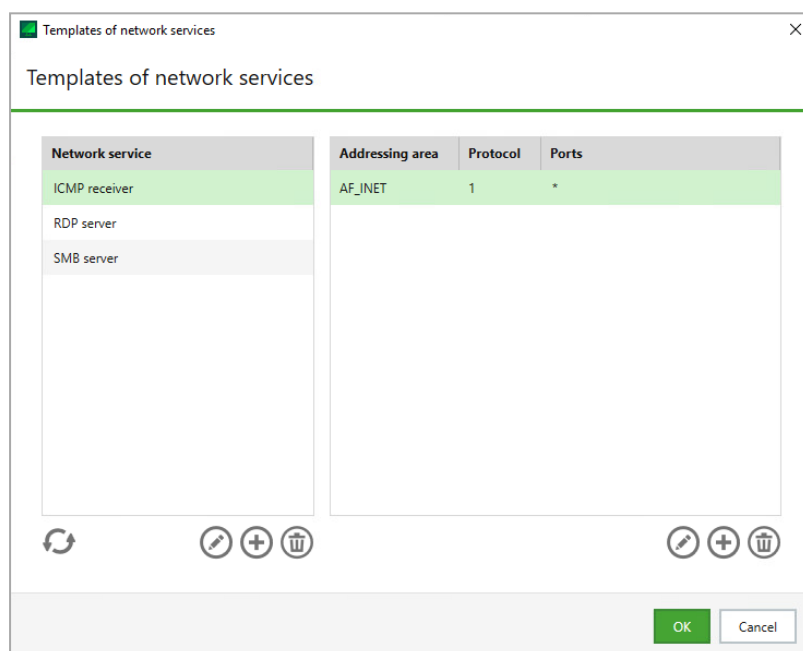 Templates of network services
Templates of network services
Network service
Addressing area Protocol Ports
ICMP receiver
AF_INET 1 *
RDP server
SMB server
OK Cancel